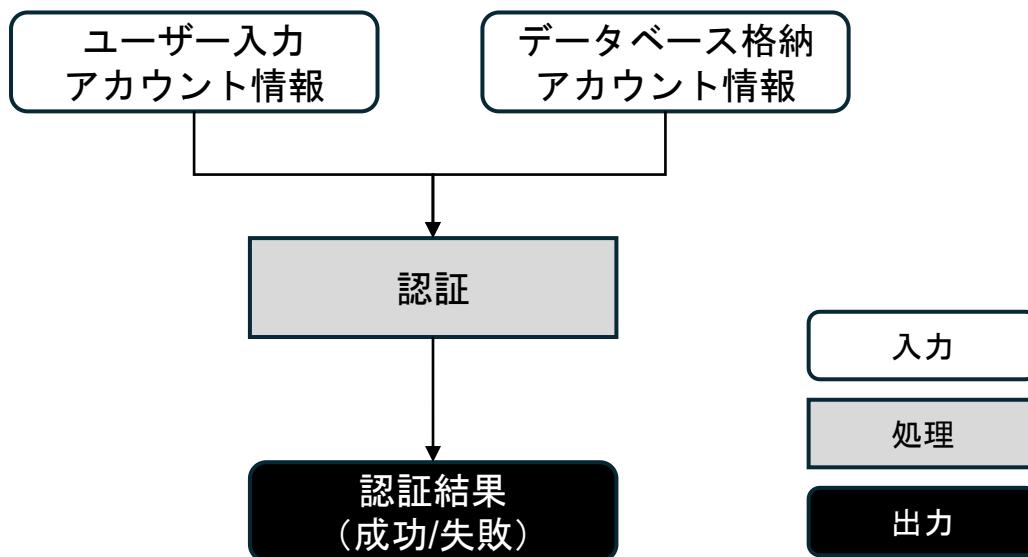 ユーザー入力
アカウント情報
データベース格納
アカウント情報
認証
認証結果
（成功/失敗）
入力
処理
出力